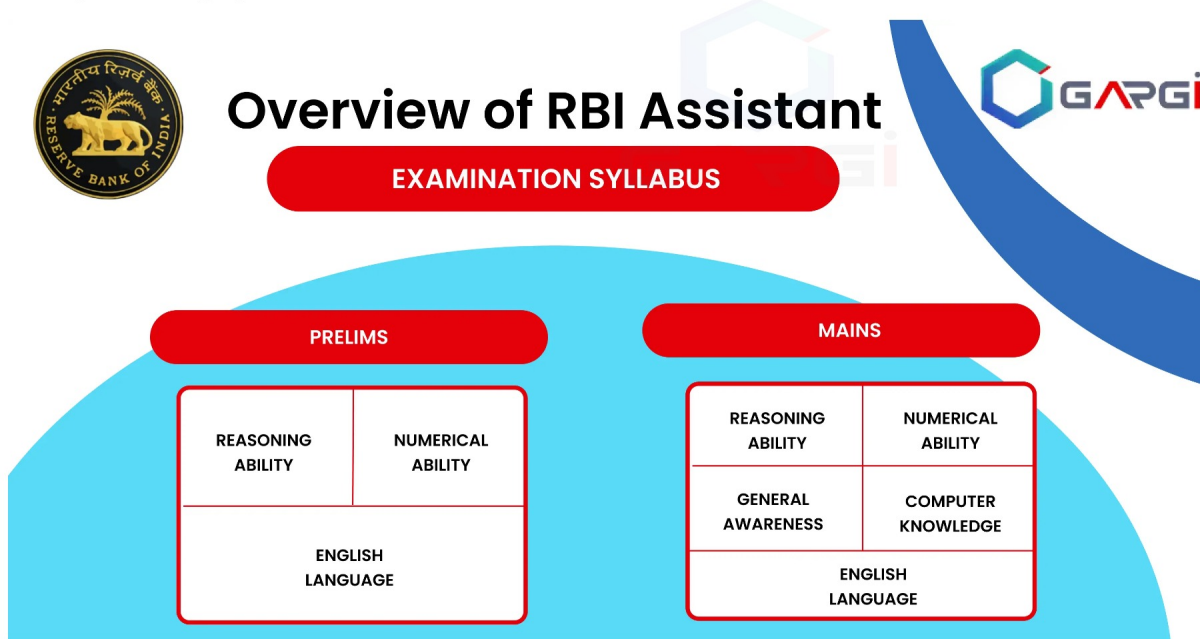 भारतीय रिज़र्व बैंक
RESERVE BANK OF INDIA
Overview of RBI Assistant
GARGI
EXAMINATION SYLLABUS
PRELIMS
MAINS
REASONING
ABILITY
NUMERICAL
ABILITY
ENGLISH
LANGUAGE
REASONING
ABILITY
NUMERICAL
ABILITY
GENERAL
AWARENESS
COMPUTER
KNOWLEDGE
ENGLISH
LANGUAGE